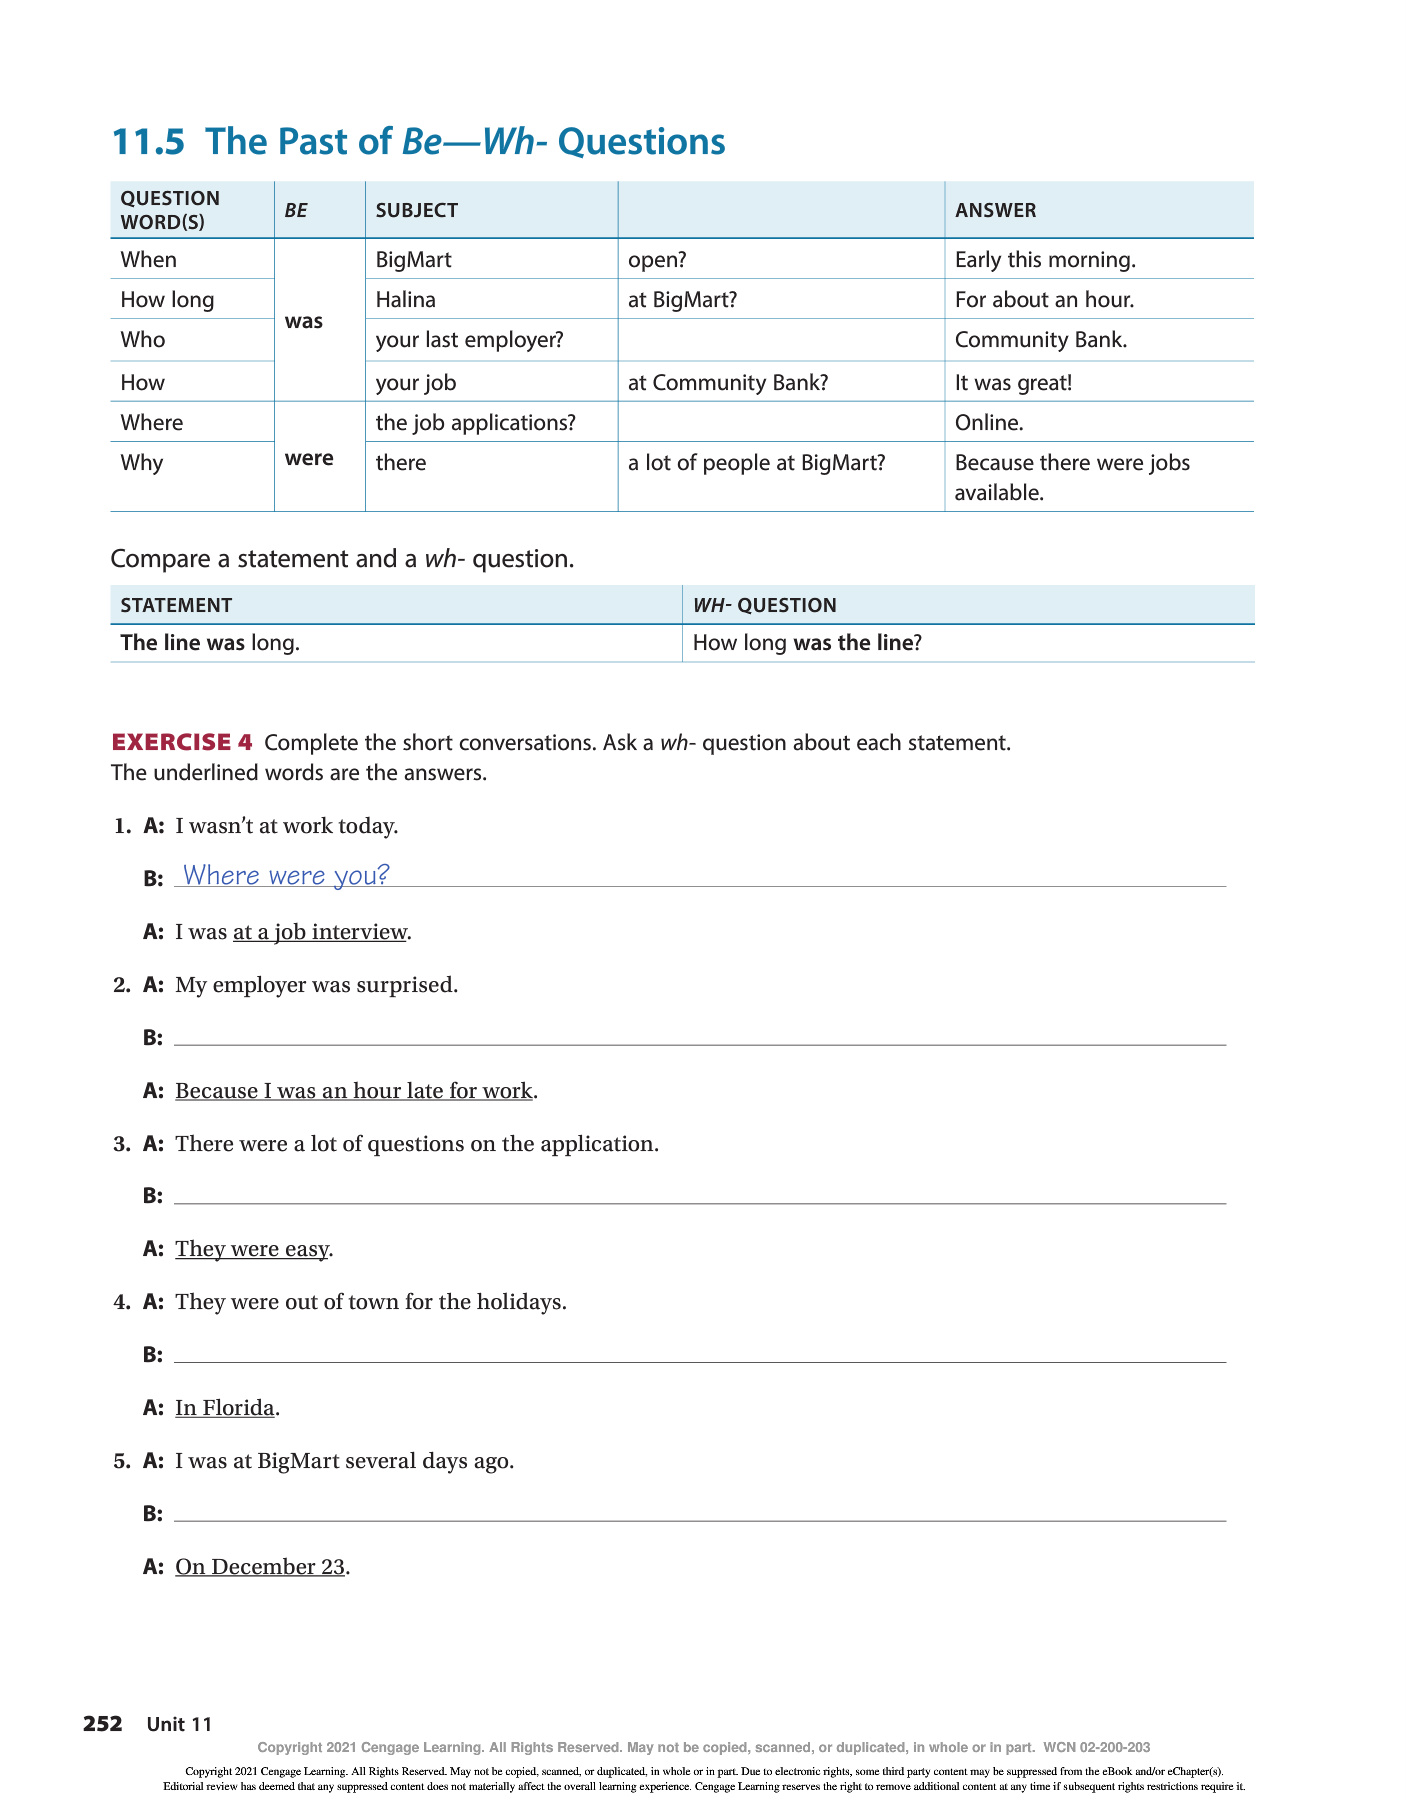 11.5 The Past of Be—Wh- Questions
QUESTION WORD(S) BE SUBJECT ANSWER
When was BigMart open? Early this morning.
How long Halina at BigMart? For about an hour.
Who your last employer? Community Bank.
How your job at Community Bank? It was great!
Where were the job applications? Online.
Why there a lot of people at BigMart? Because there were jobs
available.
Compare a statement and a wh- question.
STATEMENT WH- QUESTION
The line was long. How long was the line?
EXERCISE 4 Complete the short conversations. Ask a wh- question about each statement.
The underlined words are the answers.
1. A: I wasn't at work today.
B: Where were you?
A: I was at a job interview.
2. A: My employer was surprised.
B:
A: Because I was an hour late for work.
3. A: There were a lot of questions on the application.
B:
A: They were easy.
4. A: They were out of town for the holidays.
B:
A: In Florida.
5. A: I was at BigMart several days ago.
B:
A: On December 23.
252 Unit 11
Copyright 2021 Cengage Learning. All Rights Reserved. May not be copied, scanned, or duplicated, in whole or in part. WCN 02-200-203
Copyright 2021 Cengage Learning. All Rights Reserved. May not be copied, scanned, or duplicated, in whole or in part. Due to electronic rights, some third party content may be suppressed from the eBook and/or eChapter(s).
Editorial review has deemed that any suppressed content does not materially affect the overall learning experience. Cengage Learning reserves the right to remove additional content at any time if subsequent rights restrictions require it.